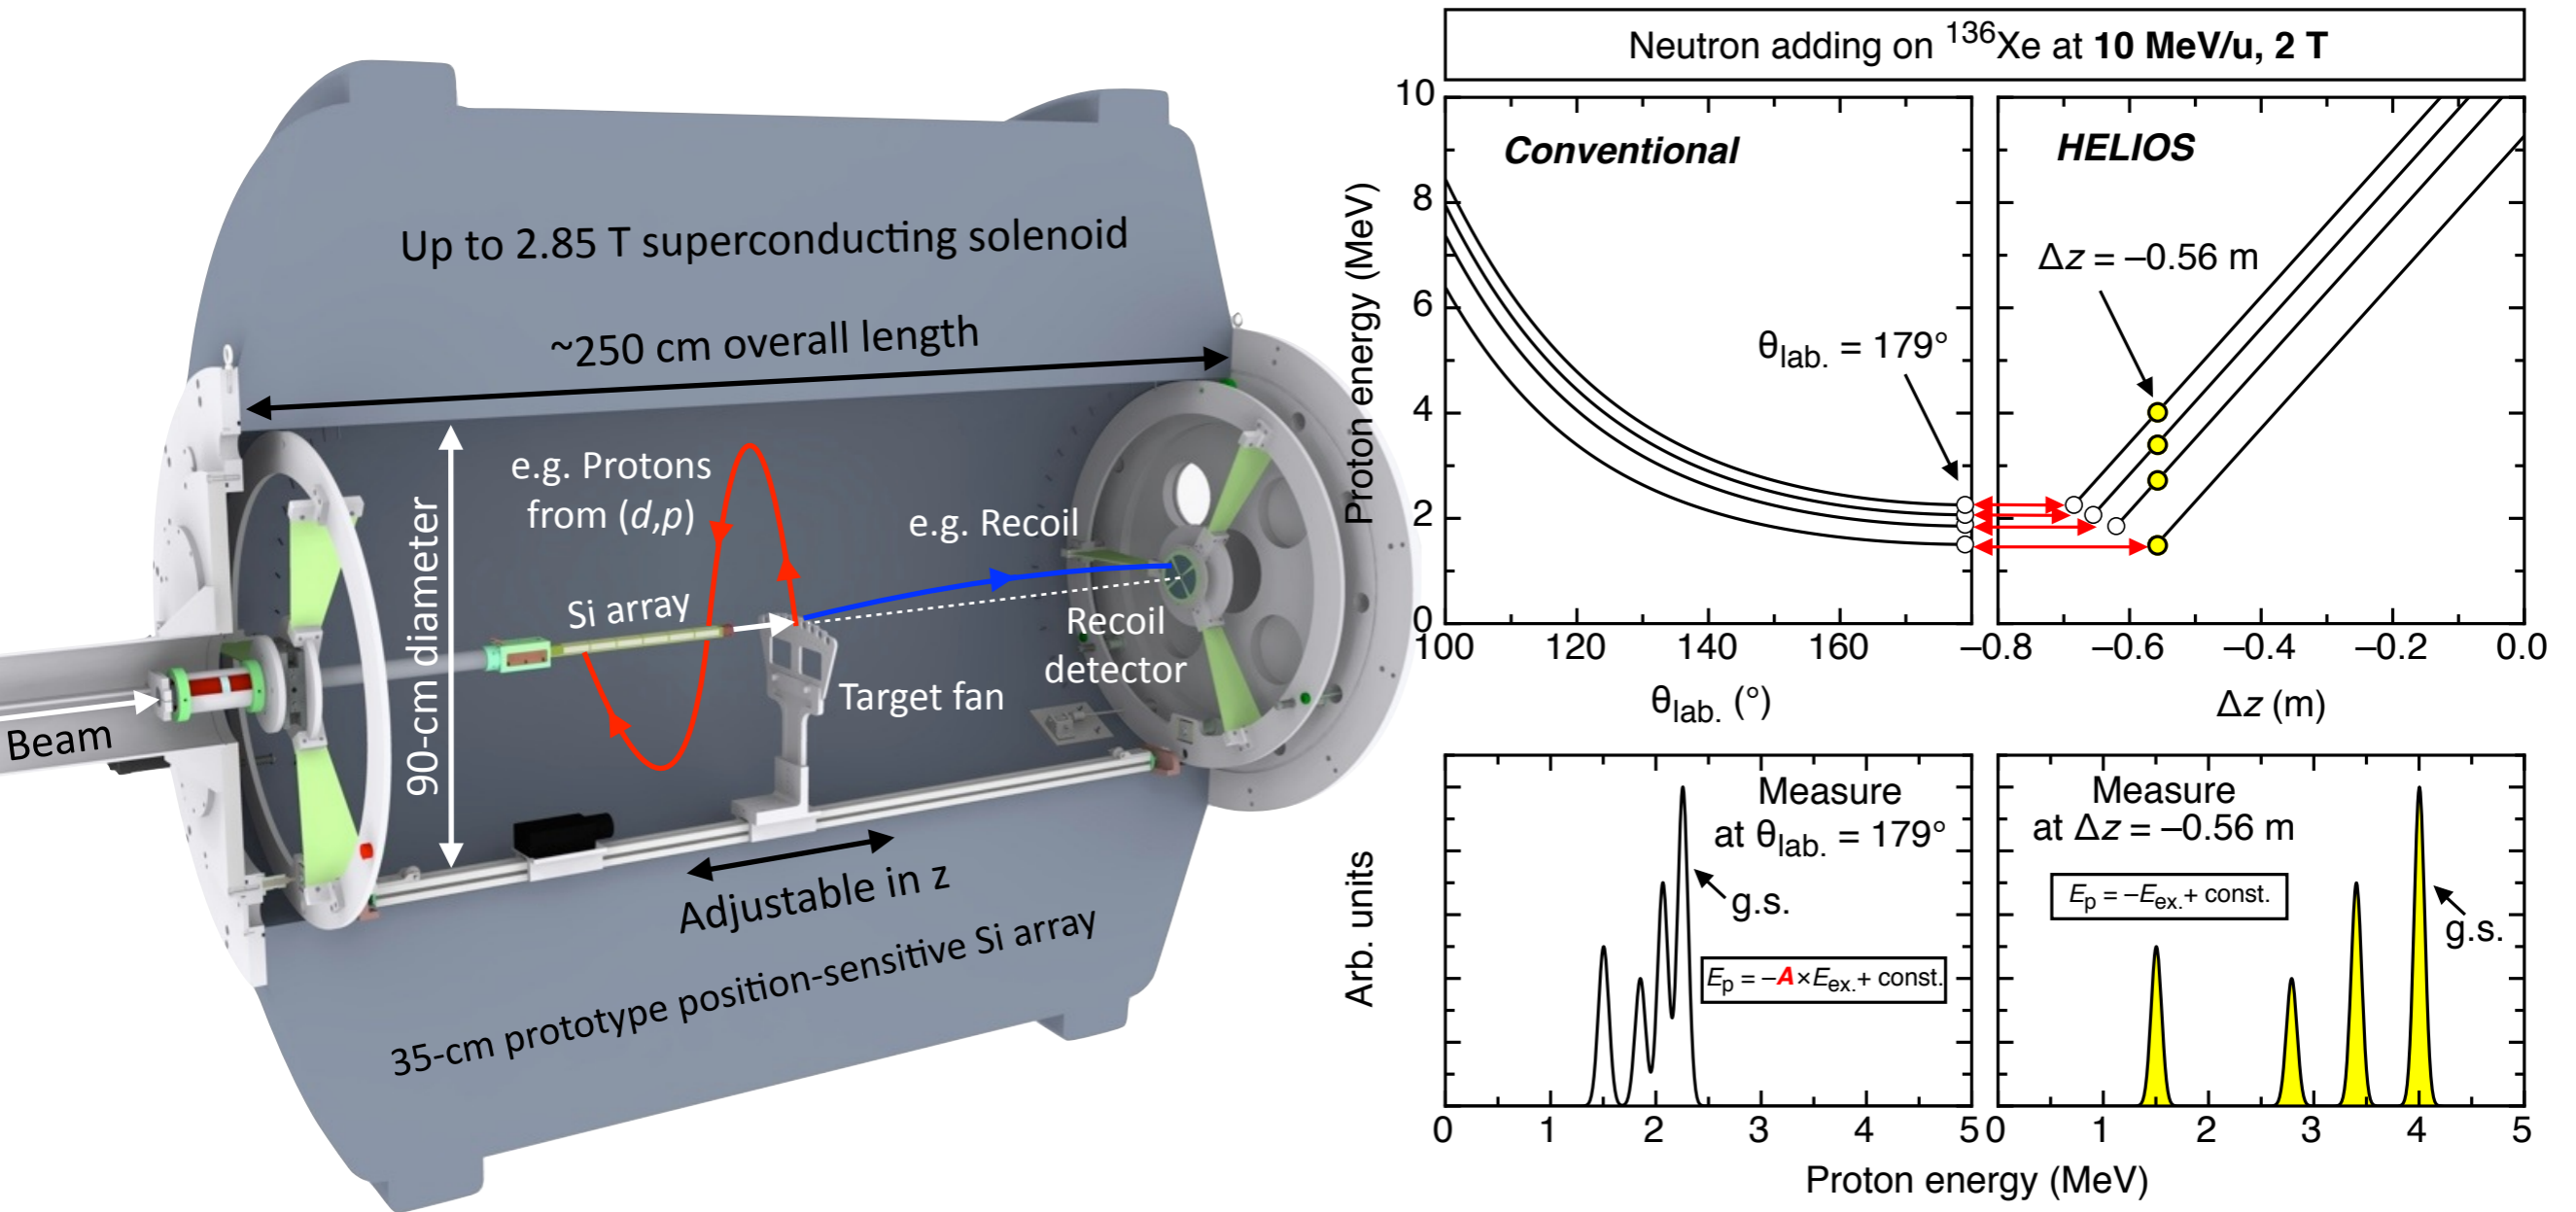 Up to 2.85 T superconducting solenoid
~250 cm overall length
90-cm diameter
e.g. Protons
from (d,p)
e.g. Recoil
Si array
Recoil
detector
Target fan
Beam
Adjustable in z
35-cm prototype position-sensitive Si array
Neutron adding on ¹³⁶Xe at 10 MeV/u, 2 T
Proton energy (MeV)
10
8
6
4
2
0
Conventional
θlab. = 179°
100 120 140 160
θlab. (°)
HELIOS
Δz = –0.56 m
–0.8 –0.6 –0.4 –0.2 0.0
Δz (m)
Arb. units
Measure
at θlab. = 179°
g.s.
Ep = –A×Eex.+ const.
0 1 2 3 4 5
Measure
at Δz = –0.56 m
Ep = –Eex.+ const.
g.s.
0 1 2 3 4 5
Proton energy (MeV)